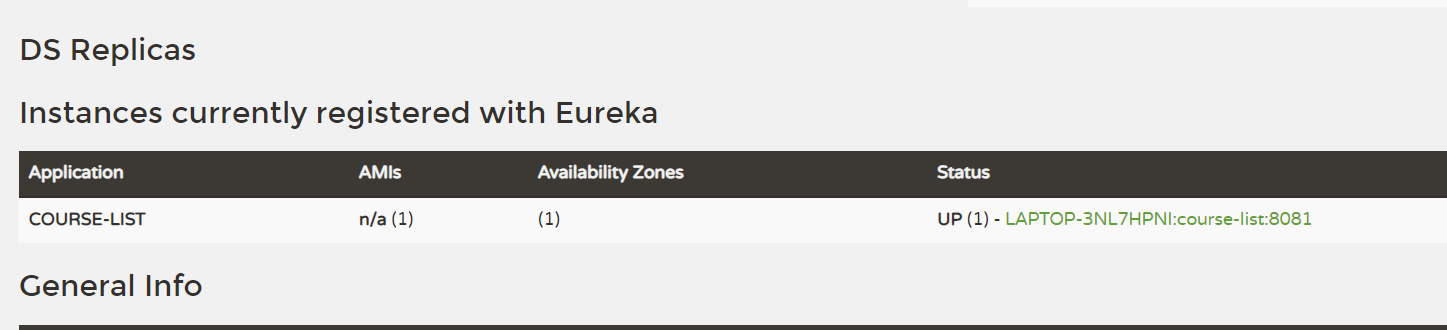 DS Replicas
Instances currently registered with Eureka
Application AMIs Availability Zones Status
COURSE-LIST n/a (1) (1) UP (1) - LAPTOP-3NL7HPNI:course-list:8081
General Info